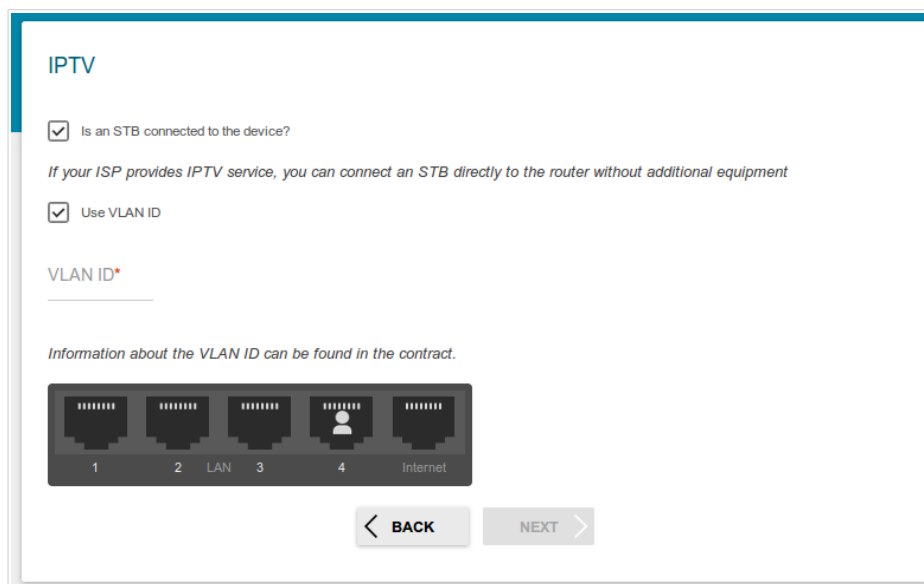 IPTV
Is an STB connected to the device?
If your ISP provides IPTV service, you can connect an STB directly to the router without additional equipment
Use VLAN ID
VLAN ID*
Information about the VLAN ID can be found in the contract.
1 2 LAN 3 4 Internet
BACK NEXT